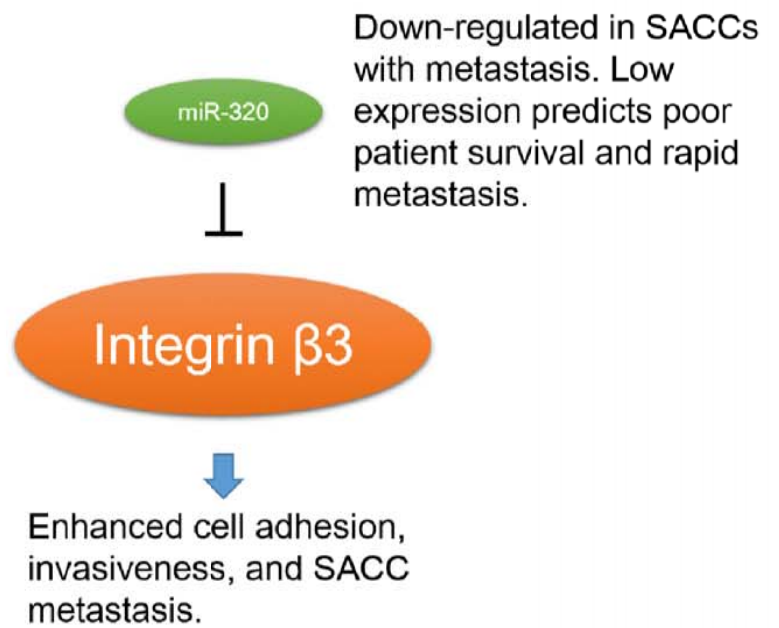 Down-regulated in SACCs
with metastasis. Low
expression predicts poor
patient survival and rapid
metastasis.
miR-320
Integrin β3
Enhanced cell adhesion,
invasiveness, and SACC
metastasis.